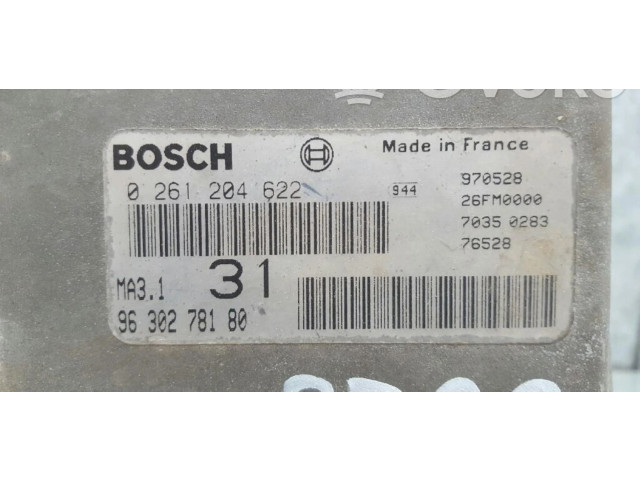 BOSCH
Made in France
0 261 204 622
944
970528
26FM0000
7035 0283
76528
MA3.1
31
96 302 781 80